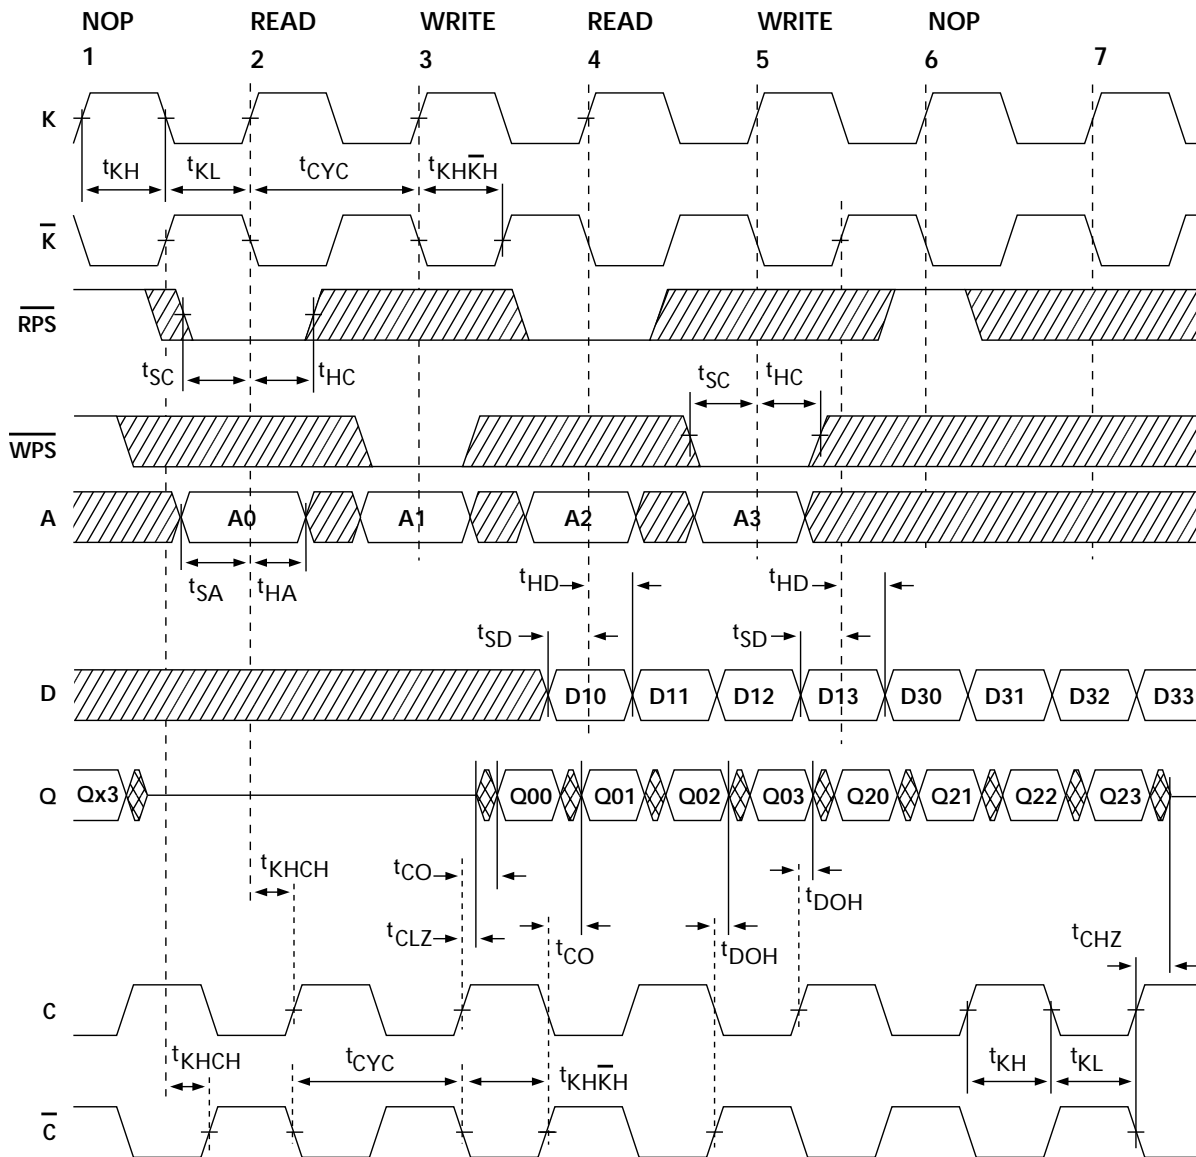 NOP READ WRITE READ WRITE NOP
1 2 3 4 5 6 7
K
tKH tKL tCYC tKHK̅H
K̅
R̅P̅S̅
tSC tHC tSC tHC
W̅P̅S̅
A A0 A1 A2 A3
tSA tHA tHD tHD
tSD tSD
D D10 D11 D12 D13 D30 D31 D32 D33
Q Qx3 Q00 Q01 Q02 Q03 Q20 Q21 Q22 Q23
tKHCH tCO tDOH
tCLZ tCO tDOH tCHZ
C
tKHCH tCYC tKHK̅H tKH tKL
C̅